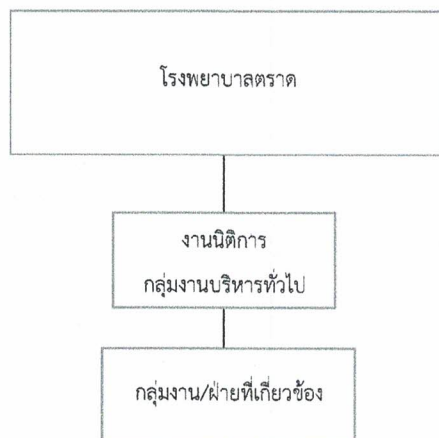 โรงพยาบาลตราด
งานนิติการ
กลุ่มงานบริหารทั่วไป
กลุ่มงาน/ฝ่ายที่เกี่ยวข้อง